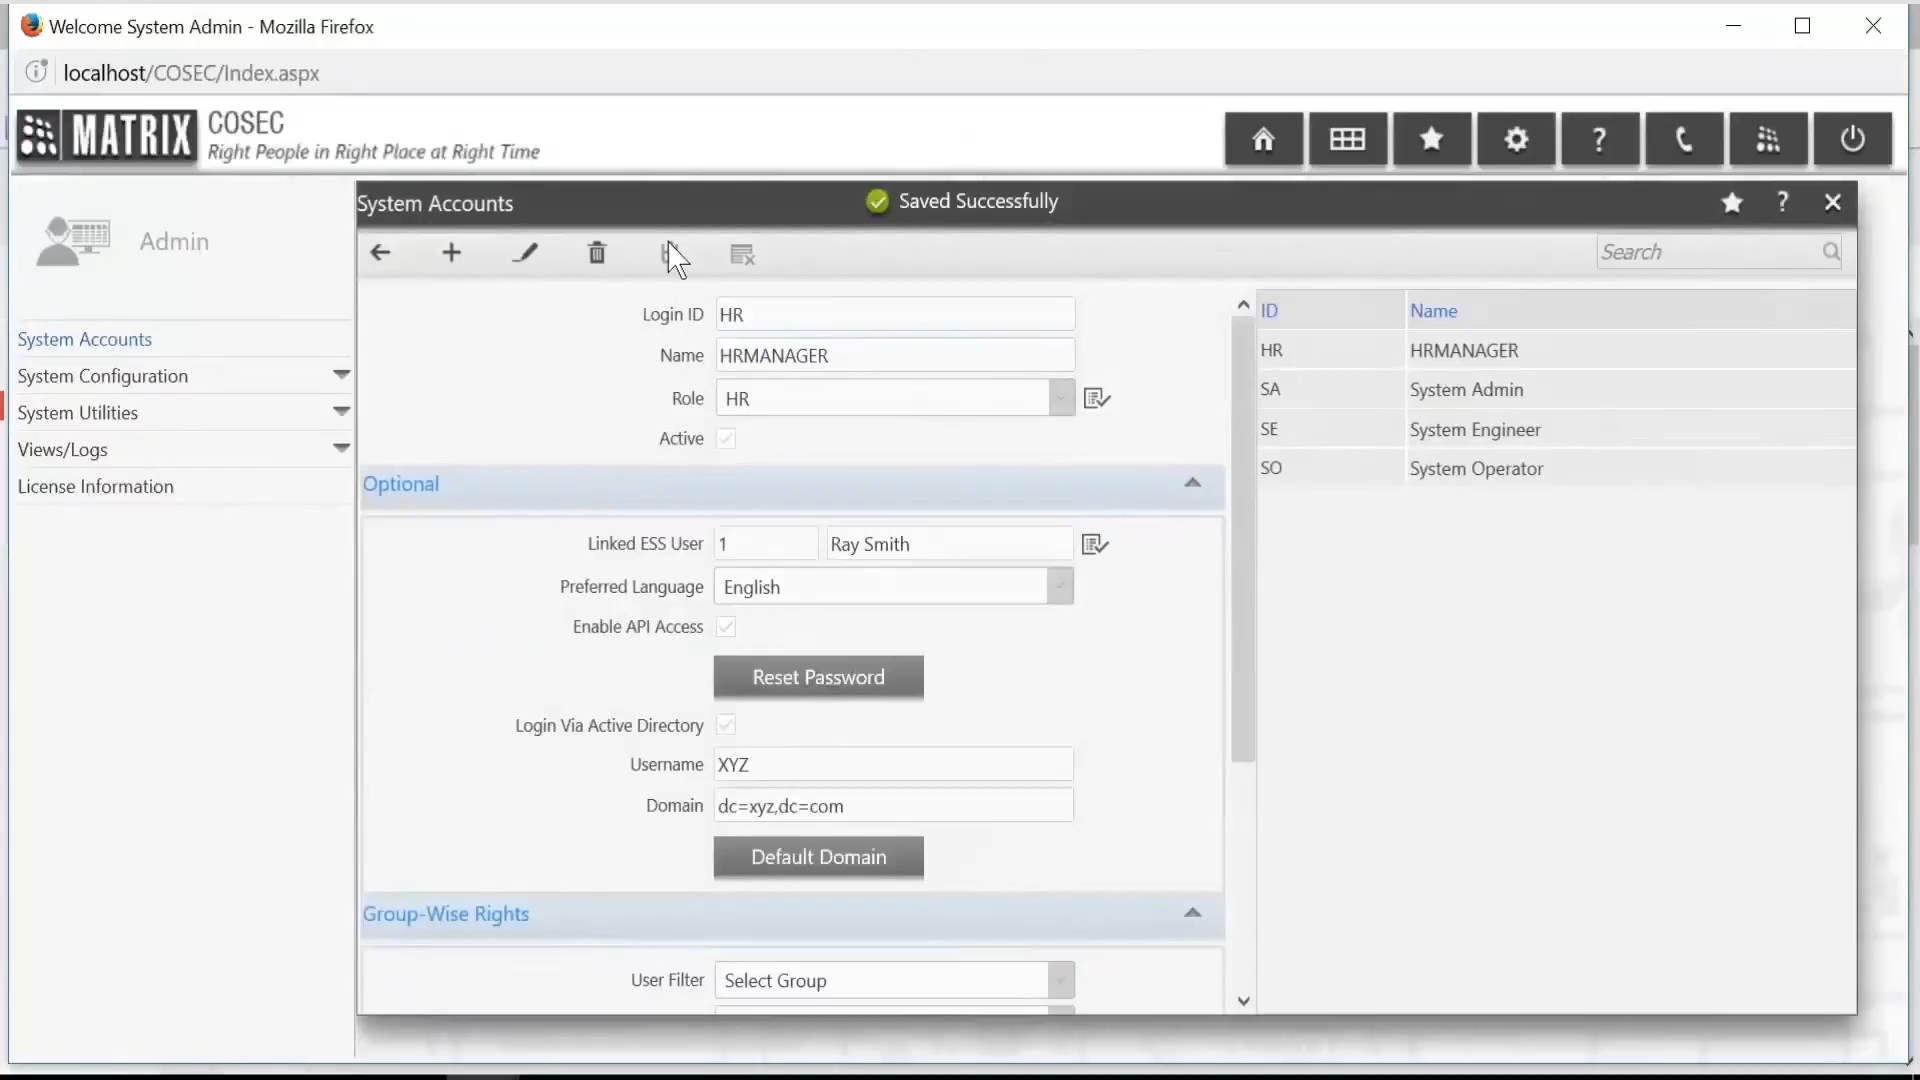 Welcome System Admin - Mozilla Firefox
localhost/COSEC/Index.aspx
MATRIX
COSEC
Right People in Right Place at Right Time
?
Admin
System Accounts
System Configuration
System Utilities
Views/Logs
License Information
System Accounts
Saved Successfully
?
Search
Login ID HR
Name HRMANAGER
Role HR
Active
Optional
Linked ESS User 1 Ray Smith
Preferred Language English
Enable API Access
Reset Password
Login Via Active Directory
Username XYZ
Domain dc=xyz,dc=com
Default Domain
Group-Wise Rights
User Filter Select Group
ID Name
HR HRMANAGER
SA System Admin
SE System Engineer
SO System Operator